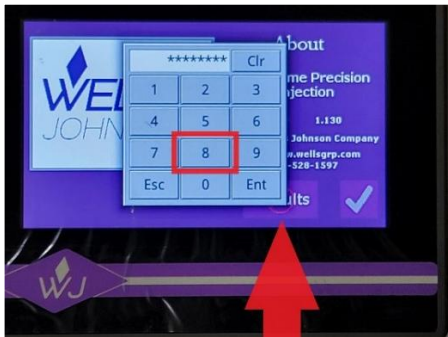 About
******** Clr
WEL
JOHN
me Precision
jection
1 2 3
4 5 6
7 8 9
Esc 0 Ent
1.130
Johnson Company
.wellsgrp.com
-528-1597
ults
WJ